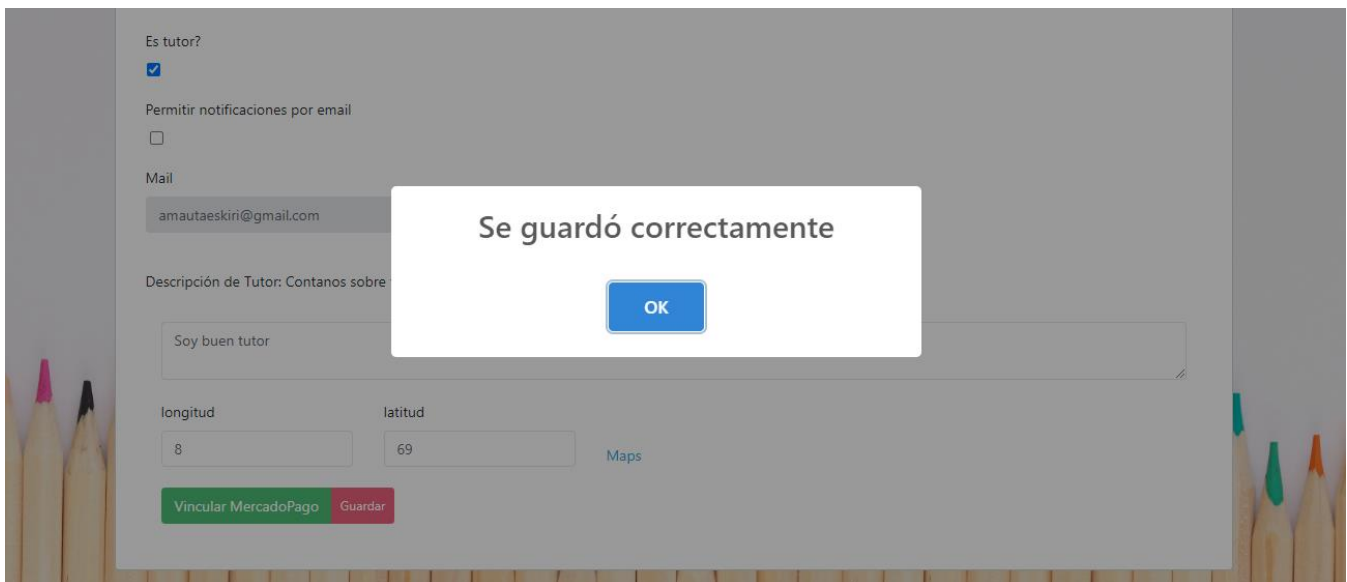 Es tutor?
Permitir notificaciones por email
Mail
amautaeskiri@gmail.com
Se guardó correctamente
OK
Descripción de Tutor: Contanos sobre
Soy buen tutor
longitud latitud
8 69 Maps
Vincular MercadoPago Guardar